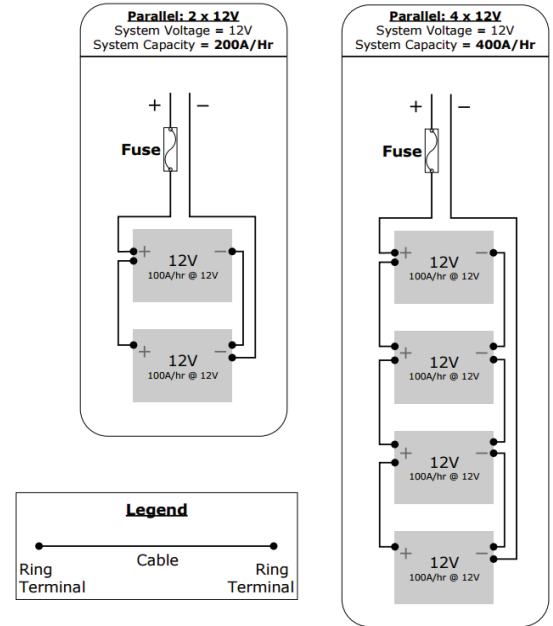 Parallel: 2 x 12V
System Voltage = 12V
System Capacity = 200A/Hr
+ −
Fuse
+ −
12V
100A/hr @ 12V
+ −
12V
100A/hr @ 12V
Parallel: 4 x 12V
System Voltage = 12V
System Capacity = 400A/Hr
+ −
Fuse
+ −
12V
100A/hr @ 12V
+ −
12V
100A/hr @ 12V
+ −
12V
100A/hr @ 12V
+ −
12V
100A/hr @ 12V
Legend
Cable
Ring
Terminal
Ring
Terminal